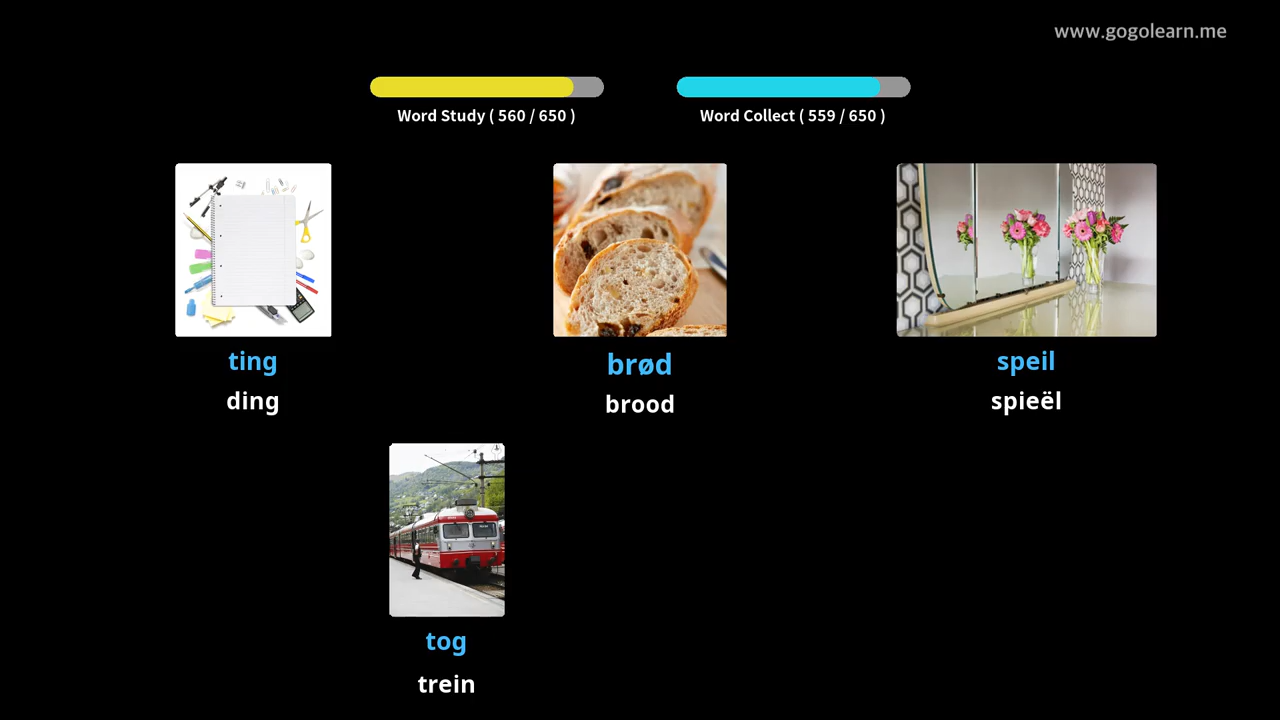 www.gogolearn.me
Word Study ( 560 / 650 )
Word Collect ( 559 / 650 )
ting
ding
brød
brood
speil
spieël
tog
trein